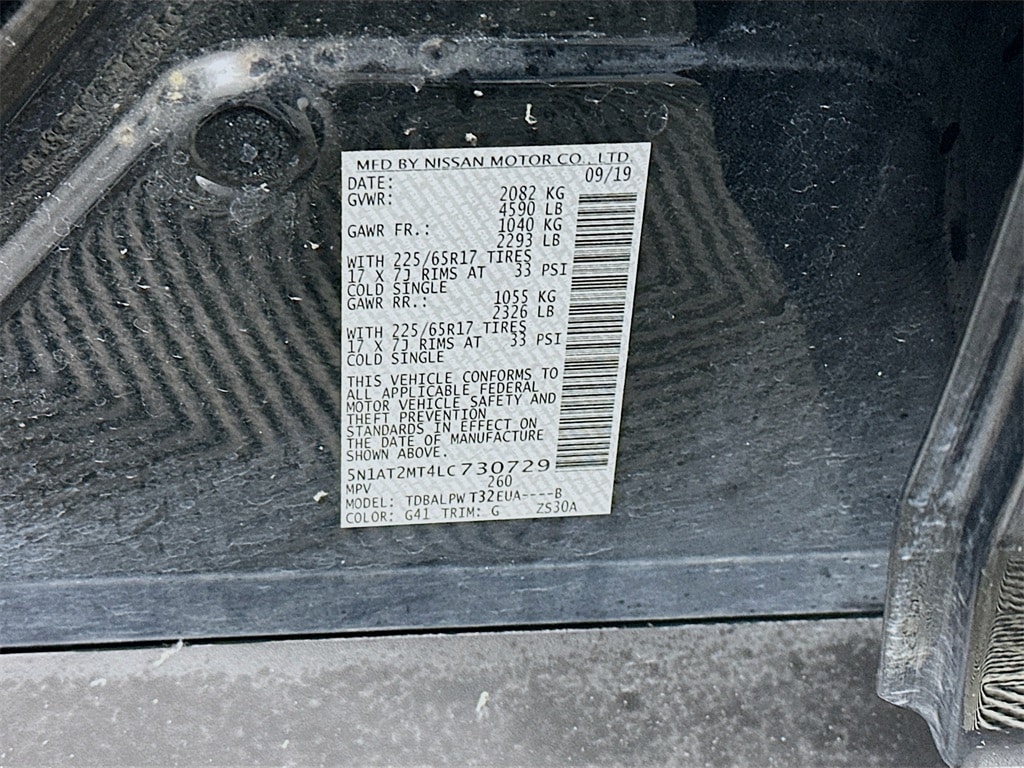 MFD BY NISSAN MOTOR CO., LTD.
DATE: 09/19
GVWR: 2082 KG
4590 LB
GAWR FR.: 1040 KG
2293 LB
WITH 225/65R17 TIRES
17 X 7J RIMS AT 33 PSI
COLD SINGLE
GAWR RR.: 1055 KG
2326 LB
WITH 225/65R17 TIRES
17 X 7J RIMS AT 33 PSI
COLD SINGLE
THIS VEHICLE CONFORMS TO
ALL APPLICABLE FEDERAL
MOTOR VEHICLE SAFETY AND
THEFT PREVENTION
STANDARDS IN EFFECT ON
THE DATE OF MANUFACTURE
SHOWN ABOVE.
5N1AT2MT4LC730729
MPV 260
MODEL: TDBALPW T32EUA----B
COLOR: G41 TRIM: G ZS30A